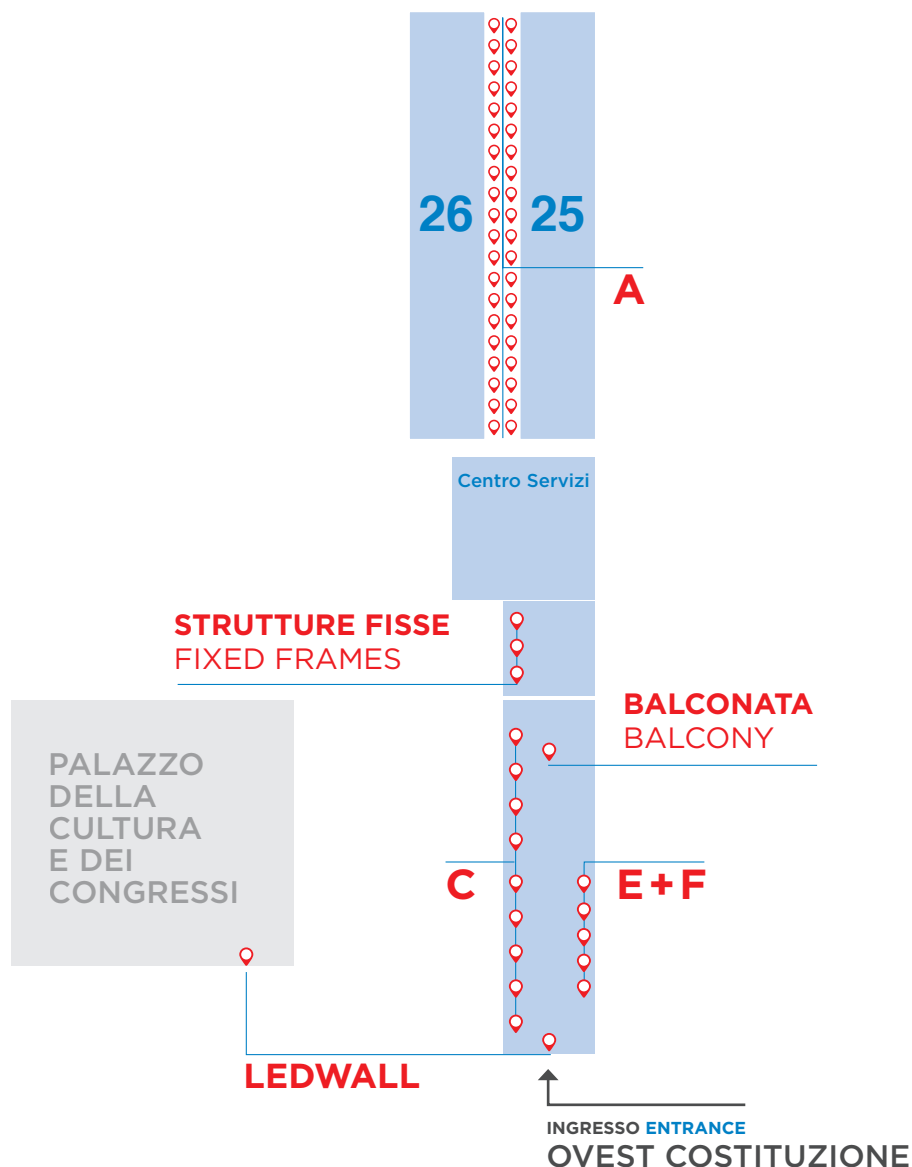 26
25
A
Centro Servizi
STRUTTURE FISSE
FIXED FRAMES
BALCONATA
BALCONY
PALAZZO
DELLA
CULTURA
E DEI
CONGRESSI
C
E + F
LEDWALL
INGRESSO ENTRANCE
OVEST COSTITUZIONE